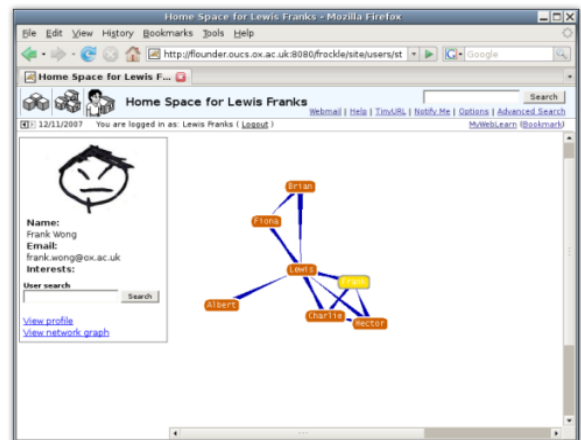 Home Space for Lewis Franks - Mozilla Firefox
File Edit View History Bookmarks Tools Help
http://flounder.oucs.ox.ac.uk:8080/frockle/site/users/st
G Google
Home Space for Lewis F...
Home Space for Lewis Franks
Search
Webmail | Help | TinyURL | Notify Me | Options | Advanced Search
12/11/2007 You are logged in as: Lewis Franks ( Logout )
MyWebLearn (Bookmark)
Name:
Frank Wong
Email:
frank.wong@ox.ac.uk
Interests:
User search
Search
View profile
View network graph
Brian
Fiona
Lewis
Frank
Albert
Charlie
Hector